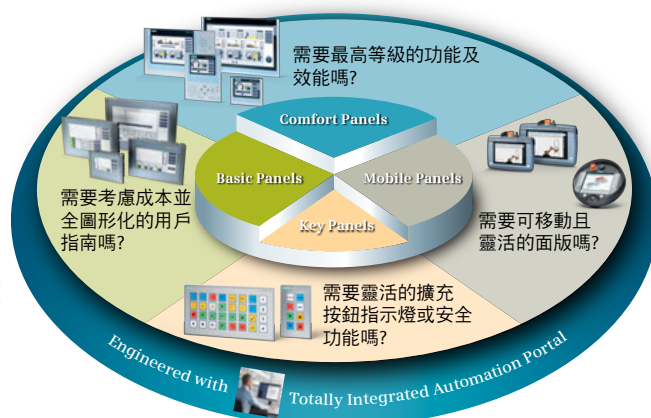 需要最高等級的功能及
效能嗎?
Comfort Panels
Basic Panels
Mobile Panels
Key Panels
需要考慮成本並
全圖形化的用戶
指南嗎?
需要可移動且
靈活的面版嗎?
需要靈活的擴充
按鈕指示燈或安全
功能嗎?
Engineered with
Totally Integrated Automation Portal